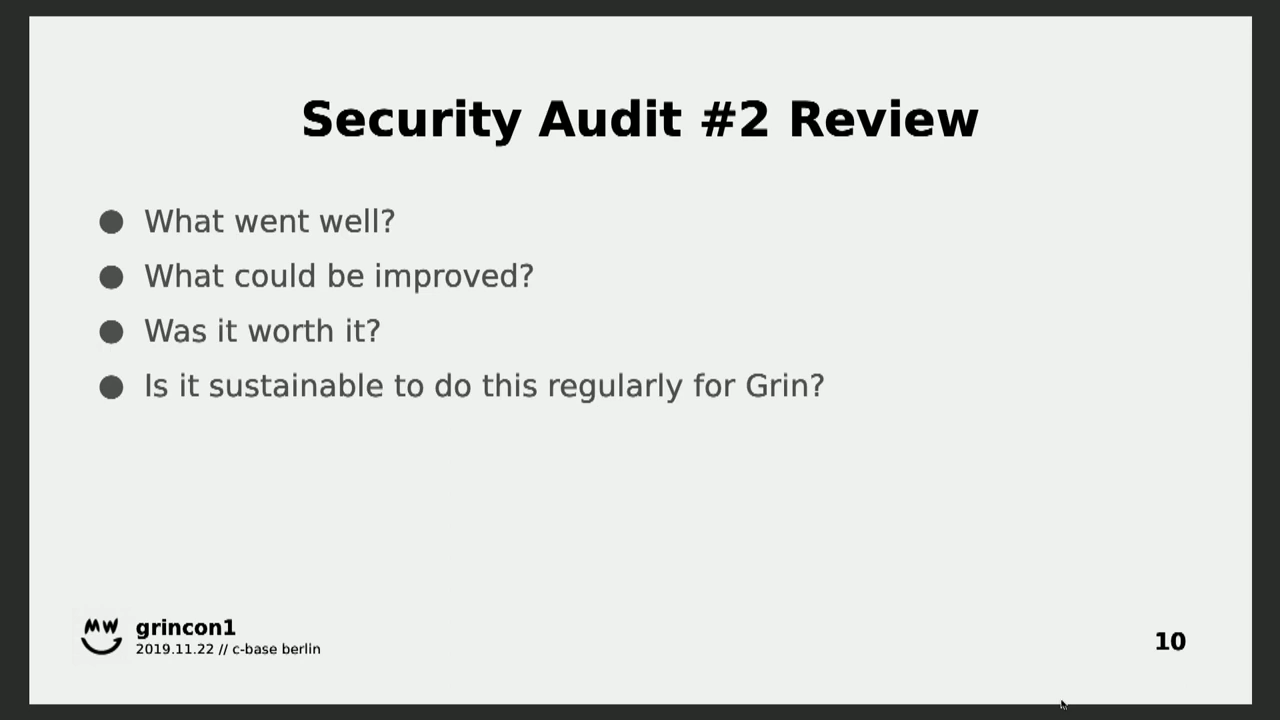 Security Audit #2 Review
● What went well?
● What could be improved?
● Was it worth it?
● Is it sustainable to do this regularly for Grin?
MW
grincon1
2019.11.22 // c-base berlin
10